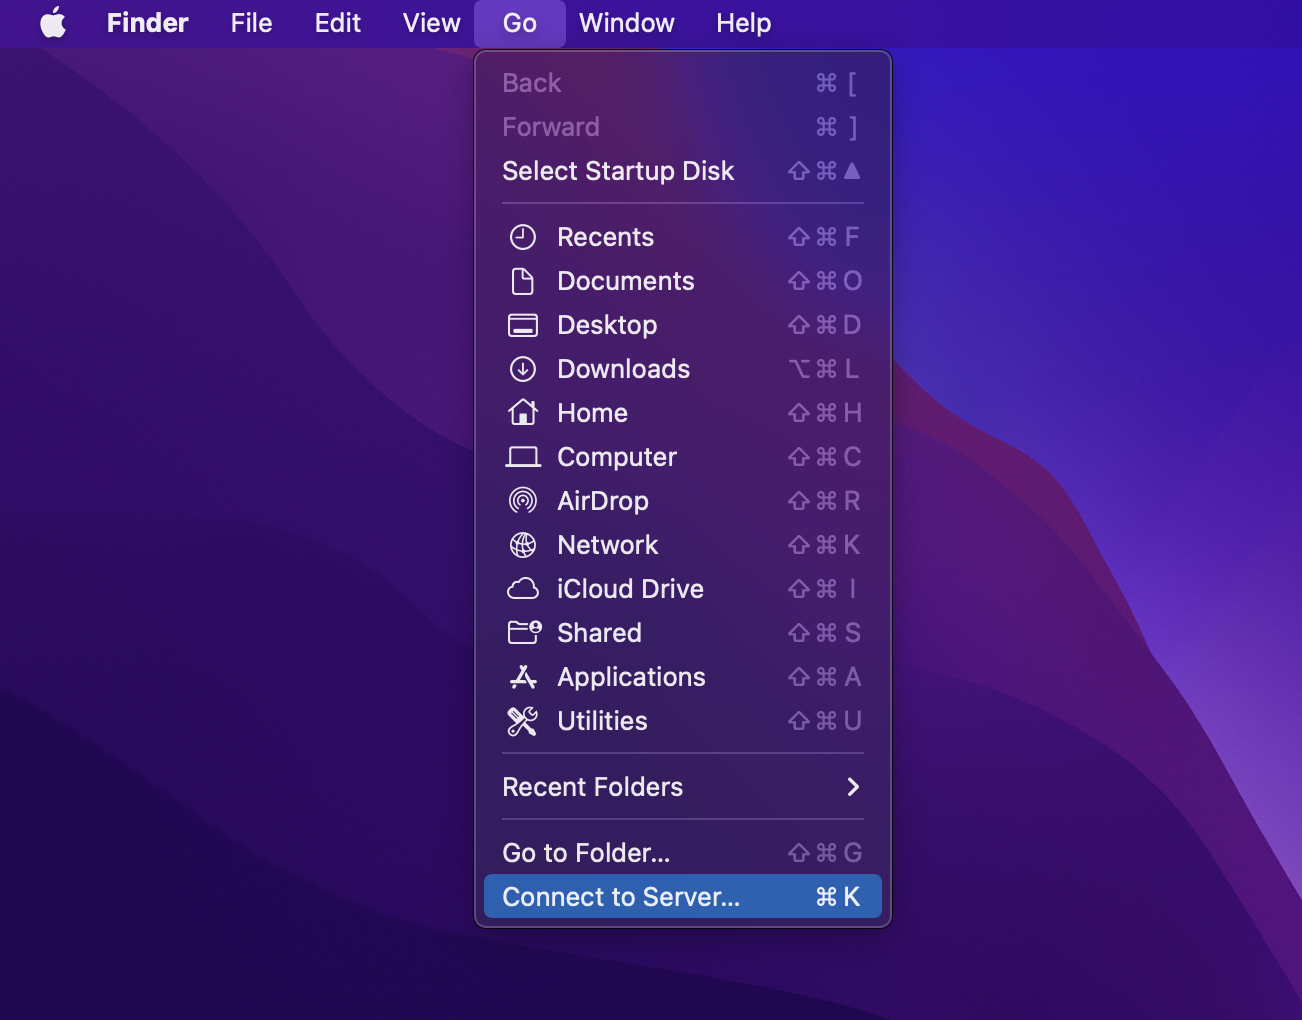 Finder File Edit View Go Window Help
Back ⌘ [
Forward ⌘ ]
Select Startup Disk ⇧⌘▲
Recents ⇧⌘F
Documents ⇧⌘O
Desktop ⇧⌘D
Downloads ⌥⌘L
Home ⇧⌘H
Computer ⇧⌘C
AirDrop ⇧⌘R
Network ⇧⌘K
iCloud Drive ⇧⌘I
Shared ⇧⌘S
Applications ⇧⌘A
Utilities ⇧⌘U
Recent Folders
Go to Folder... ⇧⌘G
Connect to Server... ⌘K